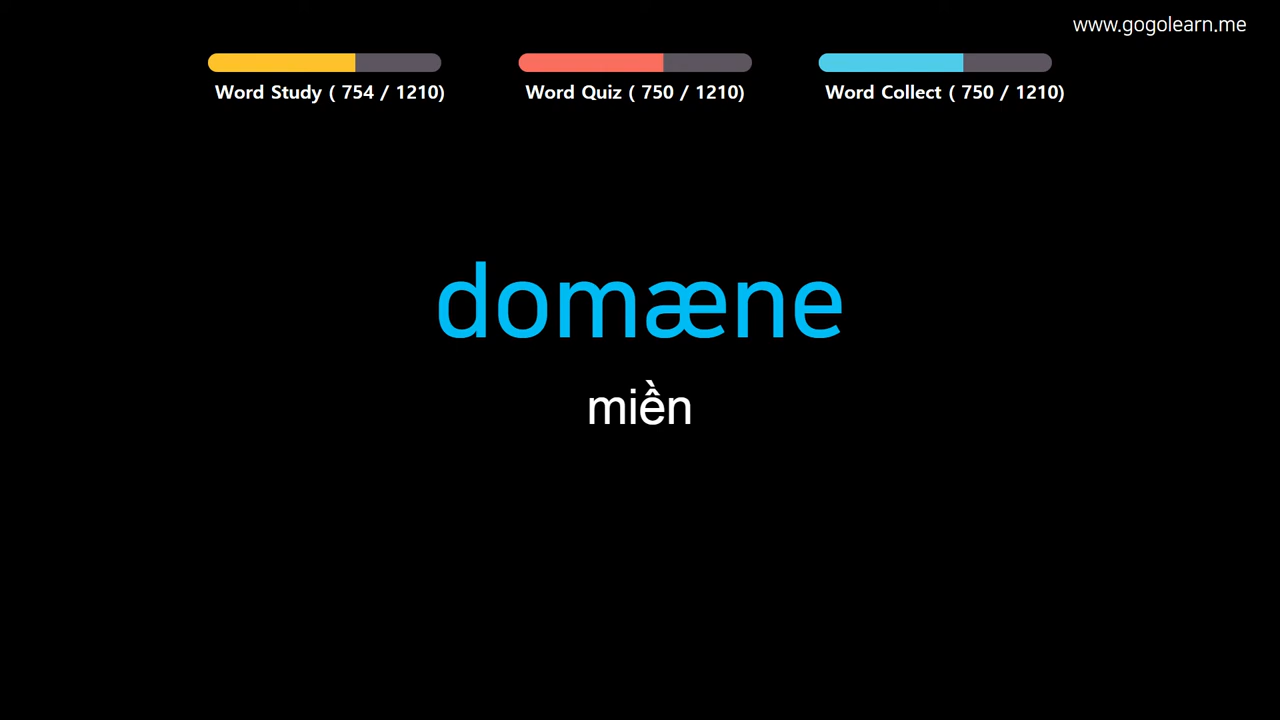 www.gogolearn.me
Word Study ( 754 / 1210)
Word Quiz ( 750 / 1210)
Word Collect ( 750 / 1210)
domæne
miền